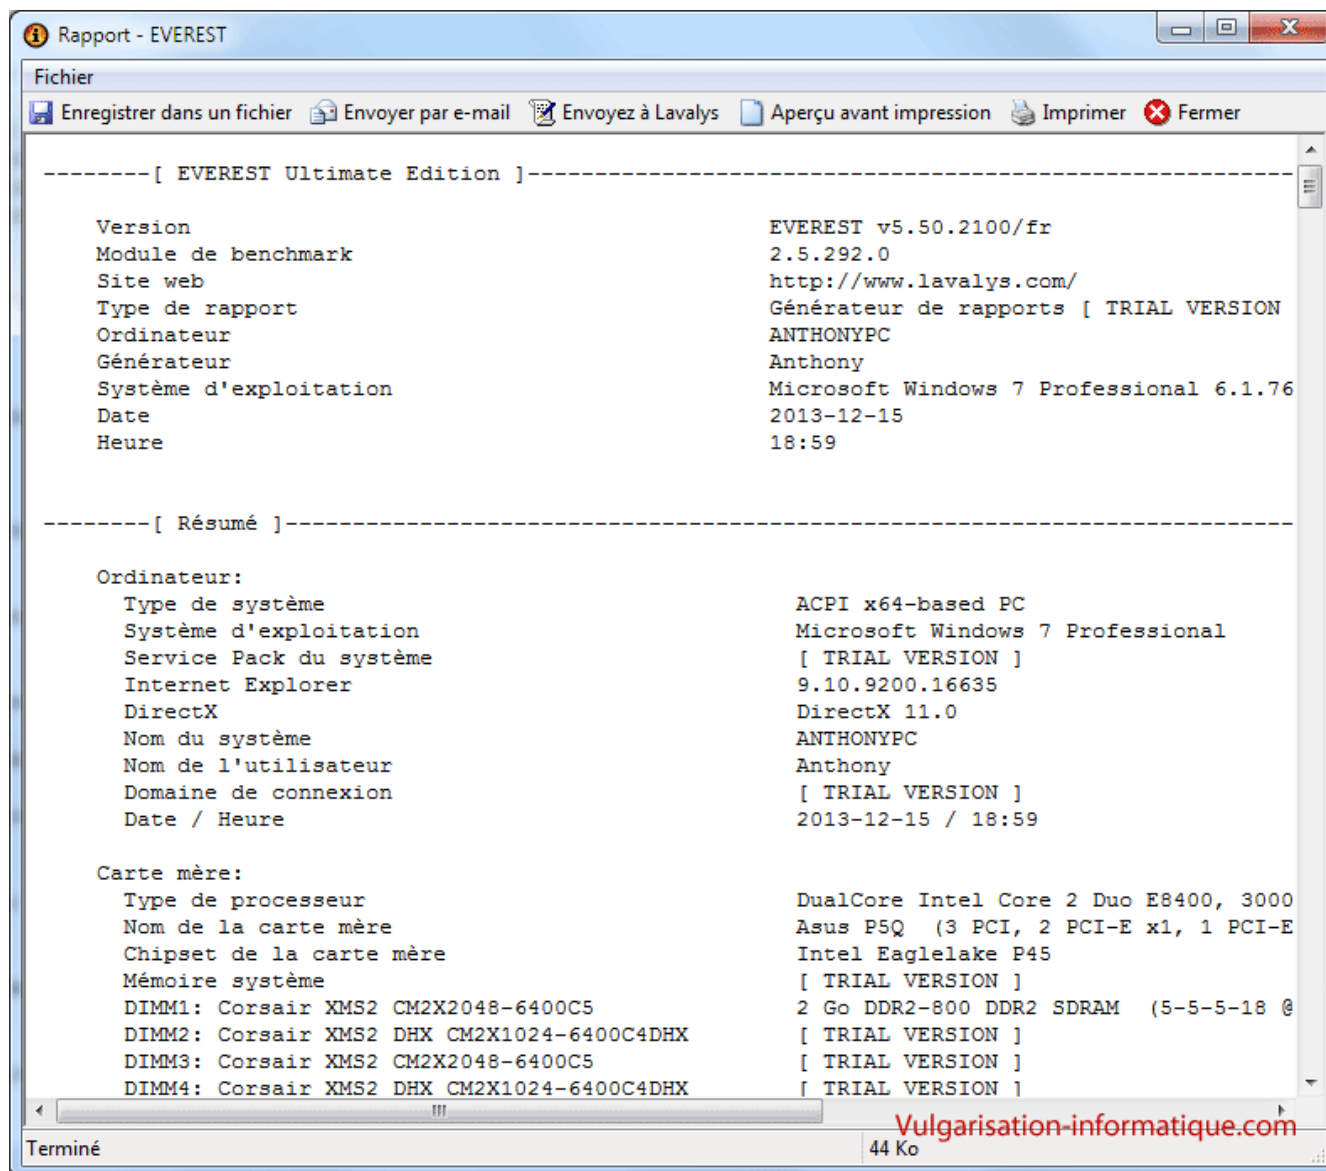 Rapport - EVEREST
Fichier
Enregistrer dans un fichier Envoyer par e-mail Envoyez à Lavalys Aperçu avant impression Imprimer Fermer
--------[ EVEREST Ultimate Edition ]---------------------------------------------------------
Version EVEREST v5.50.2100/fr
Module de benchmark 2.5.292.0
Site web http://www.lavalys.com/
Type de rapport Générateur de rapports [ TRIAL VERSION
Ordinateur ANTHONYPC
Générateur Anthony
Système d'exploitation Microsoft Windows 7 Professional 6.1.76
Date 2013-12-15
Heure 18:59
--------[ Résumé ]---------------------------------------------------------------------------
Ordinateur:
Type de système ACPI x64-based PC
Système d'exploitation Microsoft Windows 7 Professional
Service Pack du système [ TRIAL VERSION ]
Internet Explorer 9.10.9200.16635
DirectX DirectX 11.0
Nom du système ANTHONYPC
Nom de l'utilisateur Anthony
Domaine de connexion [ TRIAL VERSION ]
Date / Heure 2013-12-15 / 18:59
Carte mère:
Type de processeur DualCore Intel Core 2 Duo E8400, 3000
Nom de la carte mère Asus P5Q (3 PCI, 2 PCI-E x1, 1 PCI-E
Chipset de la carte mère Intel Eaglelake P45
Mémoire système [ TRIAL VERSION ]
DIMM1: Corsair XMS2 CM2X2048-6400C5 2 Go DDR2-800 DDR2 SDRAM (5-5-5-18 @
DIMM2: Corsair XMS2 DHX CM2X1024-6400C4DHX [ TRIAL VERSION ]
DIMM3: Corsair XMS2 CM2X2048-6400C5 [ TRIAL VERSION ]
DIMM4: Corsair XMS2 DHX CM2X1024-6400C4DHX [ TRIAL VERSION ]
Vulgarisation-informatique.com
Terminé 44 Ko